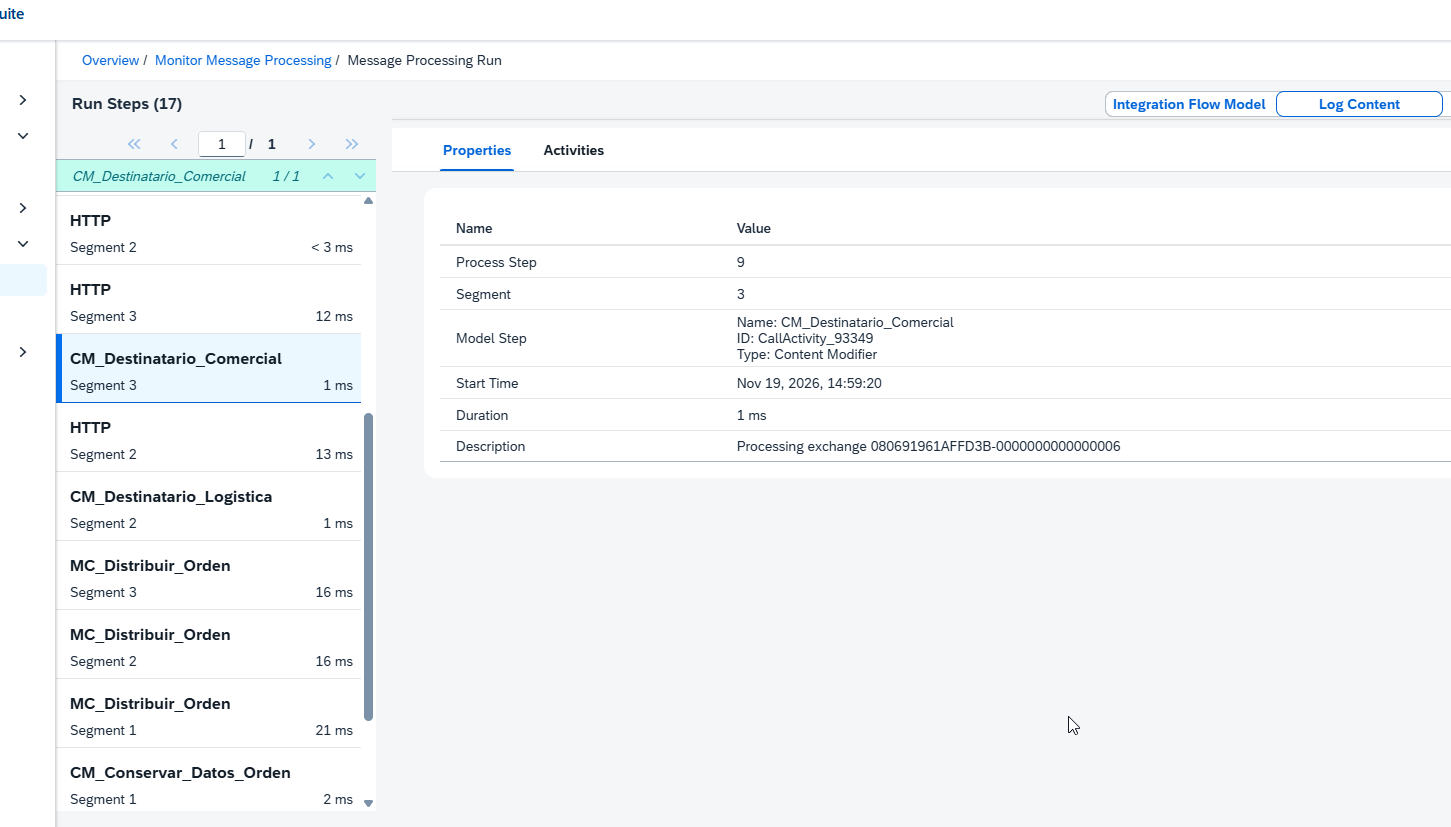 uite
Overview / Monitor Message Processing / Message Processing Run
Run Steps (17)
Integration Flow Model
Log Content
1 / 1
CM_Destinatario_Comercial 1 / 1
HTTP
Segment 2 < 3 ms
HTTP
Segment 3 12 ms
CM_Destinatario_Comercial
Segment 3 1 ms
HTTP
Segment 2 13 ms
CM_Destinatario_Logistica
Segment 2 1 ms
MC_Distribuir_Orden
Segment 3 16 ms
MC_Distribuir_Orden
Segment 2 16 ms
MC_Distribuir_Orden
Segment 1 21 ms
CM_Conservar_Datos_Orden
Segment 1 2 ms
Properties Activities
Name Value
Process Step 9
Segment 3
Model Step
Name: CM_Destinatario_Comercial
ID: CallActivity_93349
Type: Content Modifier
Start Time Nov 19, 2026, 14:59:20
Duration 1 ms
Description Processing exchange 080691961AFFD3B-0000000000000006